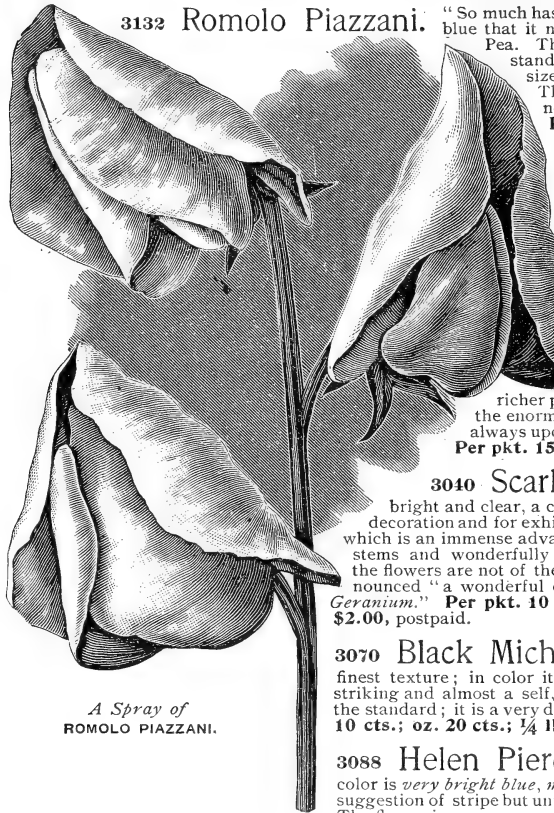 3132 Romolo Piazzani. "So much has
blue that it n
Pea. Th
stand
size
Th
n
richer p
the enorm
always upo
Per pkt. 15
3040 Scarl
bright and clear, a c
decoration and for exhi
which is an immense adva
stems and wonderfully
the flowers are not of the
nounced "a wonderful
Geranium." Per pkt. 10
$2.00, postpaid.
3070 Black Mich
finest texture; in color it
striking and almost a self,
the standard; it is a very d
10 cts.; oz. 20 cts.; ¼ l
3088 Helen Pierc
color is very bright blue, m
suggestion of stripe but un
A Spray of
ROMOLO PIAZZANI.